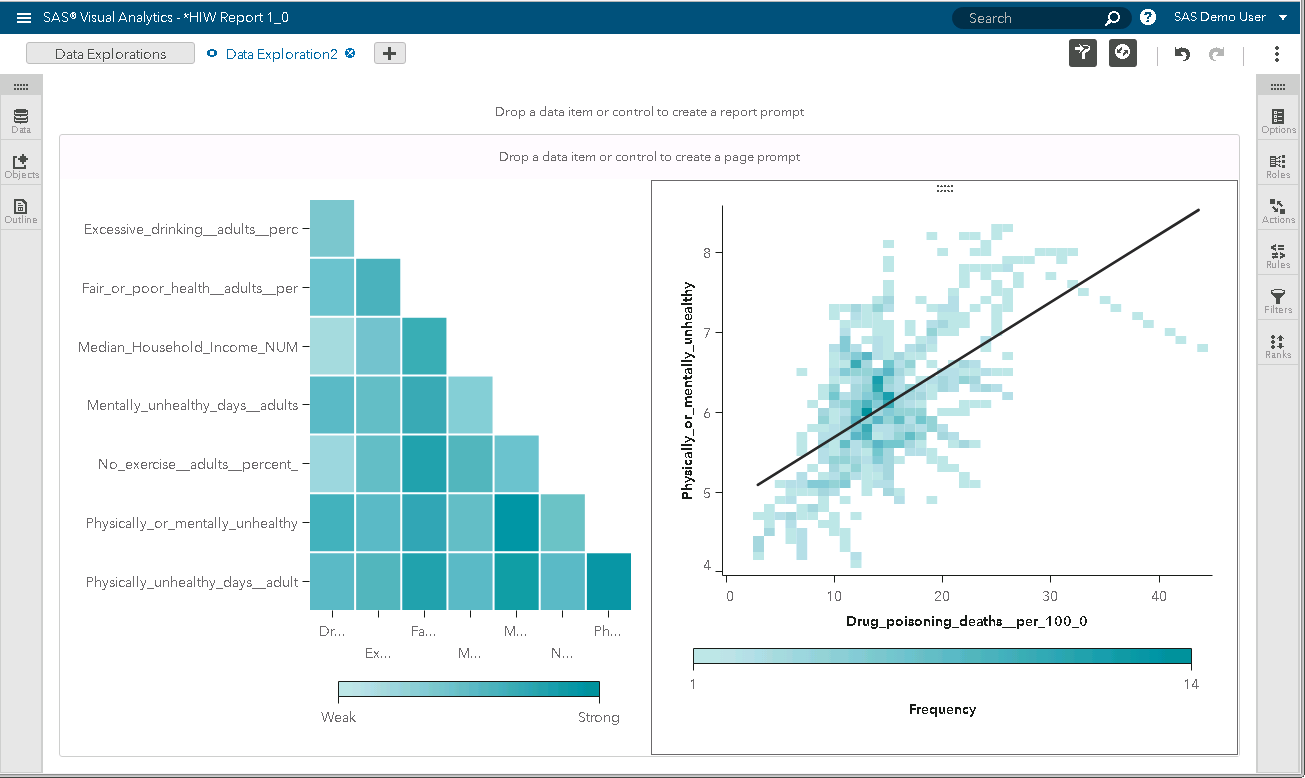 SAS® Visual Analytics - *HIW Report 1_0
Search
SAS Demo User
Data Explorations
Data Exploration2
Data
Objects
Outline
Drop a data item or control to create a report prompt
Drop a data item or control to create a page prompt
Excessive_drinking__adults__perc
Fair_or_poor_health__adults__per
Median_Household_Income_NUM
Mentally_unhealthy_days__adults
No_exercise__adults__percent_
Physically_or_mentally_unhealthy
Physically_unhealthy_days__adult
Dr... Fa... M... Ph...
Ex... M... N...
Weak Strong
Physically_or_mentally_unhealthy
8
7
6
5
4
0 10 20 30 40
Drug_poisoning_deaths__per_100_0
1 14
Frequency
Options
Roles
Actions
Rules
Filters
Ranks